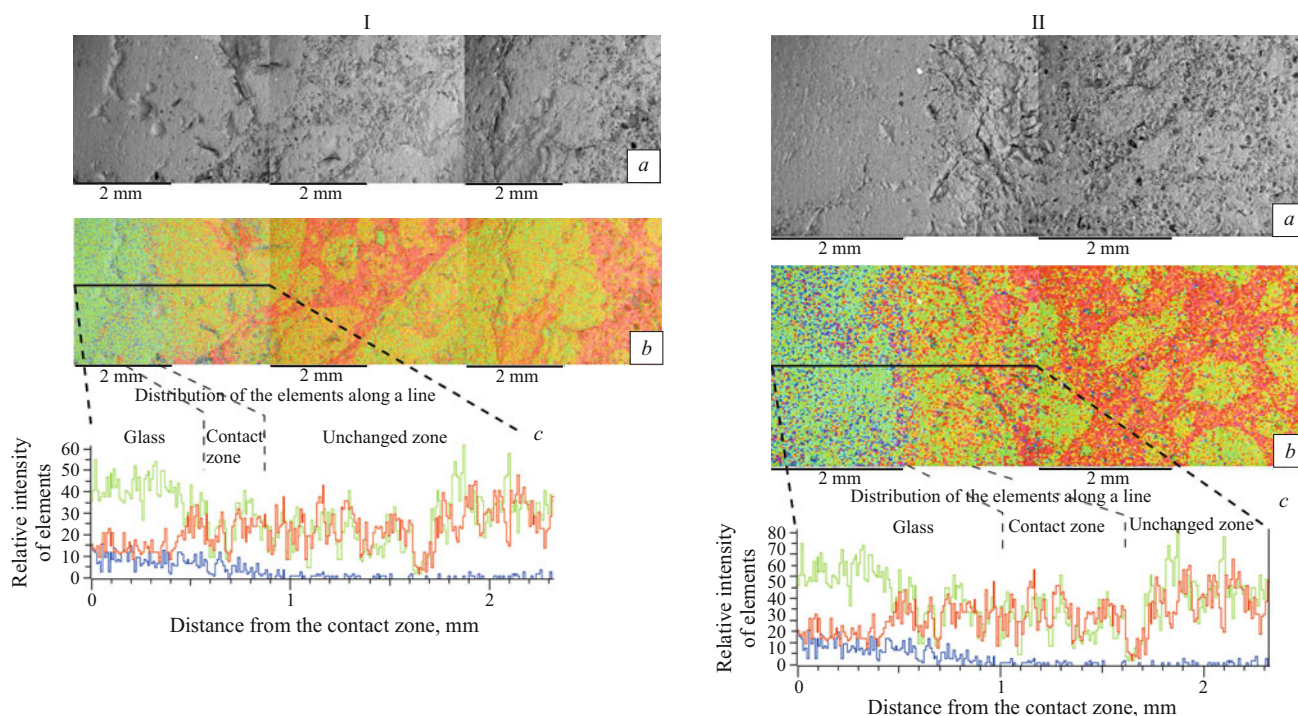 I
a
2 mm
2 mm
2 mm
b
2 mm
2 mm
2 mm
Distribution of the elements along a line
c
Glass
Contact
zone
Unchanged zone
Relative intensity
of elements
60
50
40
30
20
10
0
0
1
2
Distance from the contact zone, mm
II
a
2 mm
2 mm
b
2 mm
2 mm
Distribution of the elements along a line
c
Glass
Contact zone
Unchanged zone
Relative intensity
of elements
80
70
60
50
40
30
20
10
0
0
1
2
Distance from the contact zone, mm